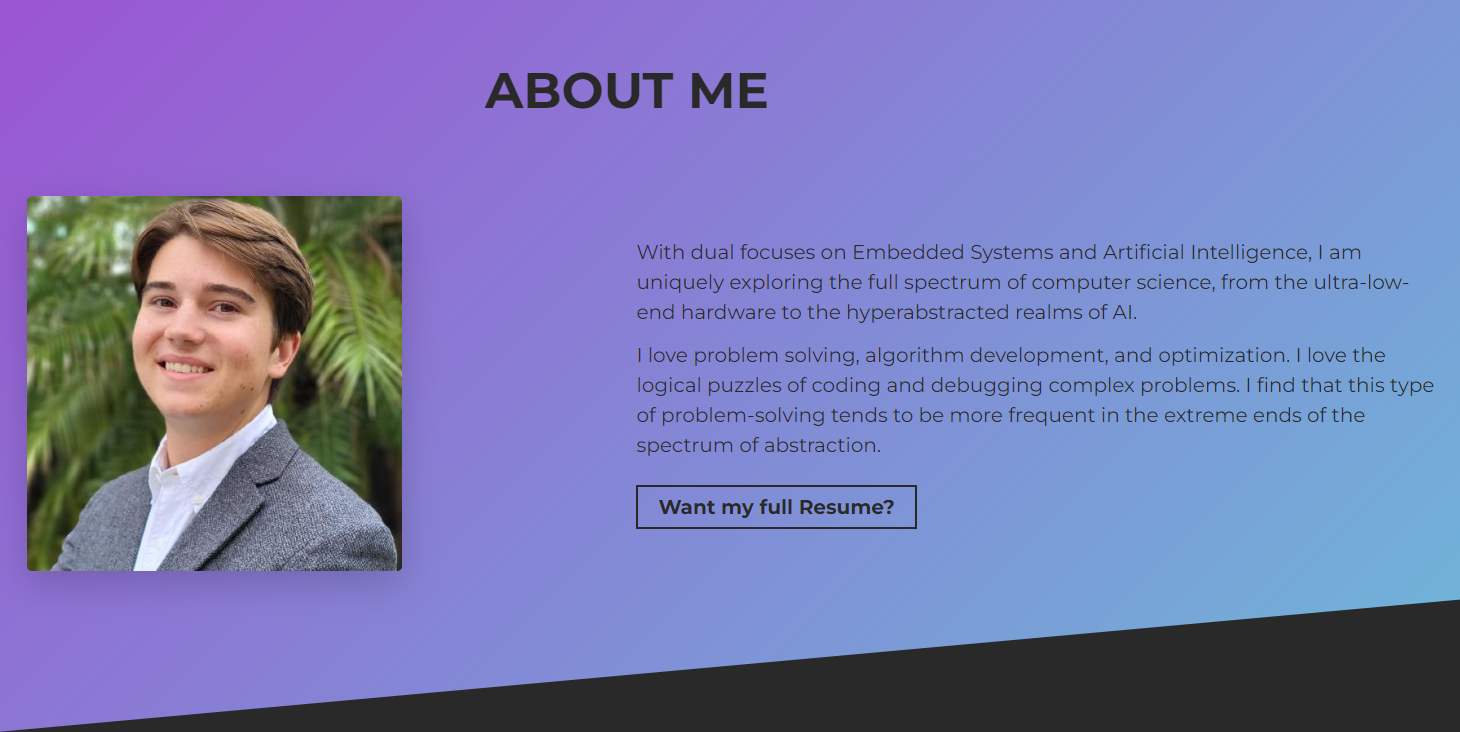 ABOUT ME
With dual focuses on Embedded Systems and Artificial Intelligence, I am
uniquely exploring the full spectrum of computer science, from the ultra-low-
end hardware to the hyperabstracted realms of AI.
I love problem solving, algorithm development, and optimization. I love the
logical puzzles of coding and debugging complex problems. I find that this type
of problem-solving tends to be more frequent in the extreme ends of the
spectrum of abstraction.
Want my full Resume?